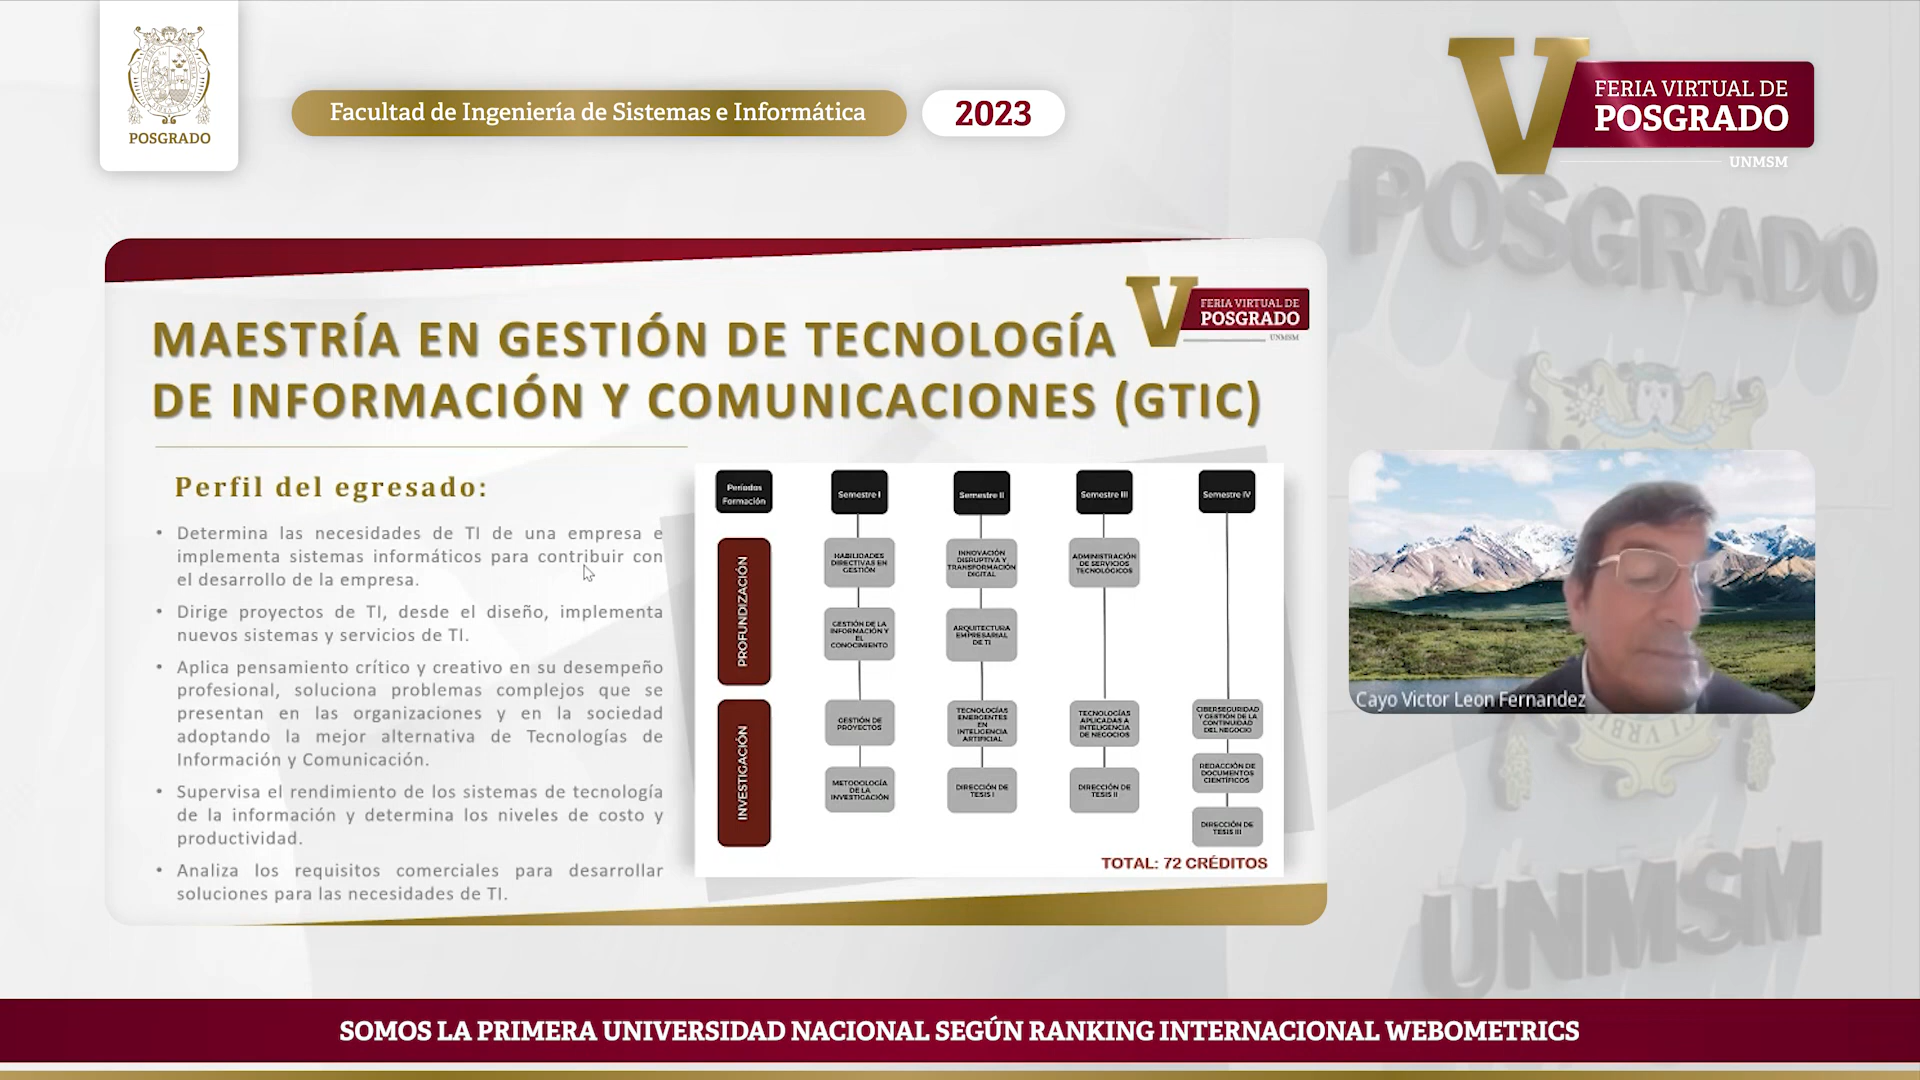 POSGRADO
Facultad de Ingeniería de Sistemas e Informática
2023
V
FERIA VIRTUAL DE
POSGRADO
UNMSM
POSGRADO
MAESTRÍA EN GESTIÓN DE TECNOLOGÍA
DE INFORMACIÓN Y COMUNICACIONES (GTIC)
V
FERIA VIRTUAL DE
POSGRADO
UNMSM
Perfil del egresado:
• Determina las necesidades de TI de una empresa e
implementa sistemas informáticos para contribuir con
el desarrollo de la empresa.
• Dirige proyectos de TI, desde el diseño, implementa
nuevos sistemas y servicios de TI.
• Aplica pensamiento crítico y creativo en su desempeño
profesional, soluciona problemas complejos que se
presentan en las organizaciones y en la sociedad
adoptando la mejor alternativa de Tecnologías de
Información y Comunicación.
• Supervisa el rendimiento de los sistemas de tecnología
de la información y determina los niveles de costo y
productividad.
• Analiza los requisitos comerciales para desarrollar
soluciones para las necesidades de TI.
Períodos
Formación
Semestre I
Semestre II
Semestre III
Semestre IV
PROFUNDIZACIÓN
HABILIDADES
DIRECTIVAS EN
GESTIÓN
INNOVACIÓN
DISRUPTIVA Y
TRANSFORMACIÓN
DIGITAL
ADMINISTRACIÓN
DE SERVICIOS
TECNOLÓGICOS
GESTIÓN DE LA
INFORMACIÓN Y
EL
CONOCIMIENTO
ARQUITECTURA
EMPRESARIAL
DE TI
INVESTIGACIÓN
GESTIÓN DE
PROYECTOS
TECNOLOGÍAS
EMERGENTES
EN
INTELIGENCIA
ARTIFICIAL
TECNOLOGÍAS
APLICADAS A
INTELIGENCIA
DE NEGOCIOS
CIBERSEGURIDAD
Y GESTIÓN DE LA
CONTINUIDAD
DEL NEGOCIO
METODOLOGÍA
DE LA
INVESTIGACIÓN
DIRECCIÓN DE
TESIS I
DIRECCIÓN DE
TESIS II
REDACCIÓN DE
DOCUMENTOS
CIENTÍFICOS
DIRECCIÓN DE
TESIS III
TOTAL: 72 CRÉDITOS
Cayo Victor Leon Fernandez
UNMSM
SOMOS LA PRIMERA UNIVERSIDAD NACIONAL SEGÚN RANKING INTERNACIONAL WEBOMETRICS